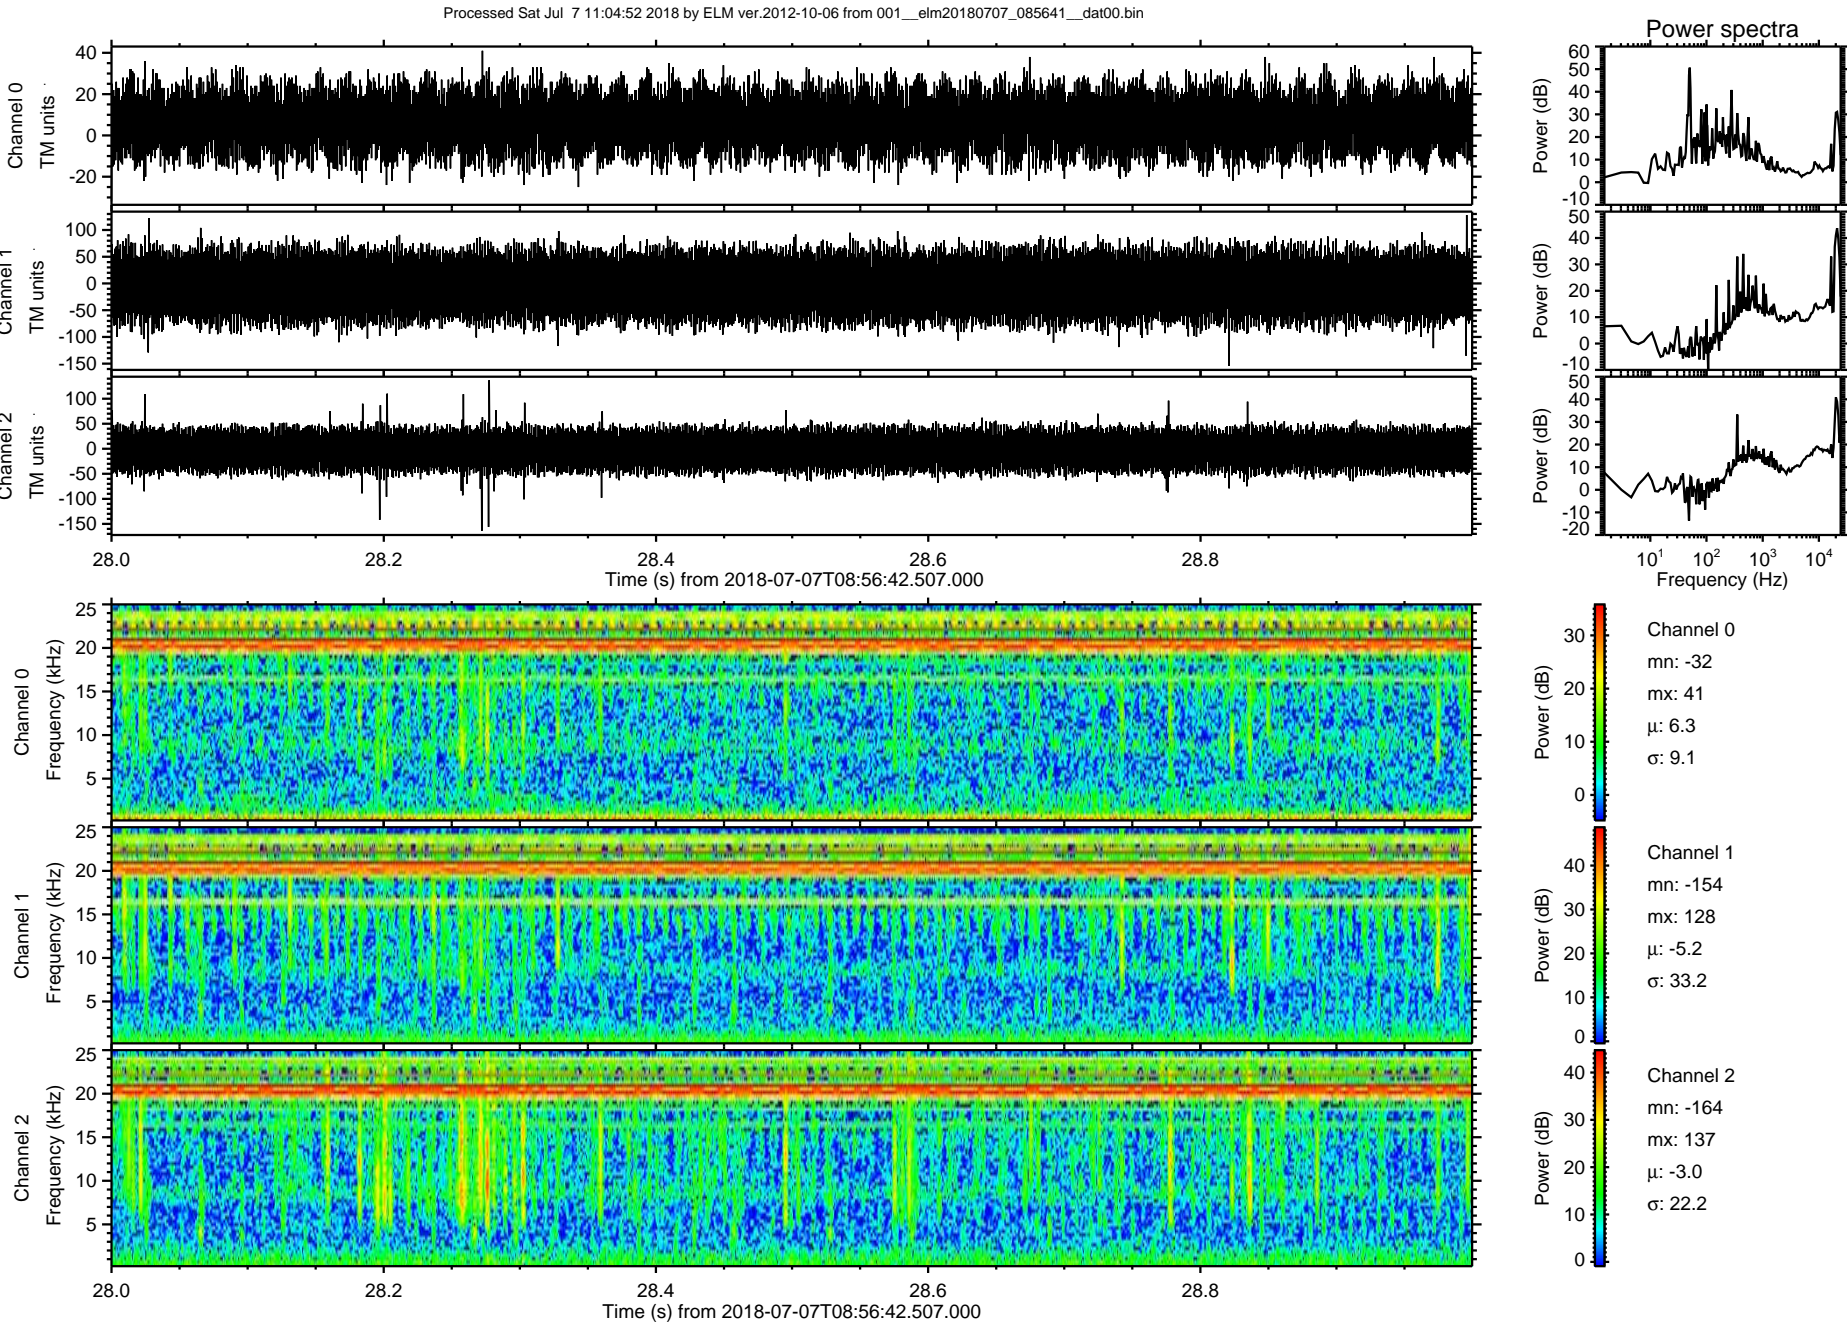 Processed Sat Jul 7 11:04:52 2018 by ELM ver.2012-10-06 from 001__elm20180707_085641__dat00.bin
Power spectra
Channel 0
TM units
40
20
0
-20
Power (dB)
60
50
40
30
20
10
0
-10
Channel 1
TM units
100
50
0
-50
-100
-150
Power (dB)
50
40
30
20
10
0
-10
Channel 2
TM units
100
50
0
-50
-100
-150
Power (dB)
50
40
30
20
10
0
-10
-20
28.0 28.2 28.4 28.6 28.8
Time (s) from 2018-07-07T08:56:42.507.000
10¹ 10² 10³ 10⁴
Frequency (Hz)
Channel 0
Frequency (kHz)
25
20
15
10
5
Power (dB)
30
20
10
0
Channel 0
mn: -32
mx: 41
μ: 6.3
σ: 9.1
Channel 1
Frequency (kHz)
25
20
15
10
5
Power (dB)
40
30
20
10
0
Channel 1
mn: -154
mx: 128
μ: -5.2
σ: 33.2
Channel 2
Frequency (kHz)
25
20
15
10
5
Power (dB)
40
30
20
10
0
Channel 2
mn: -164
mx: 137
μ: -3.0
σ: 22.2
28.0 28.2 28.4 28.6 28.8
Time (s) from 2018-07-07T08:56:42.507.000